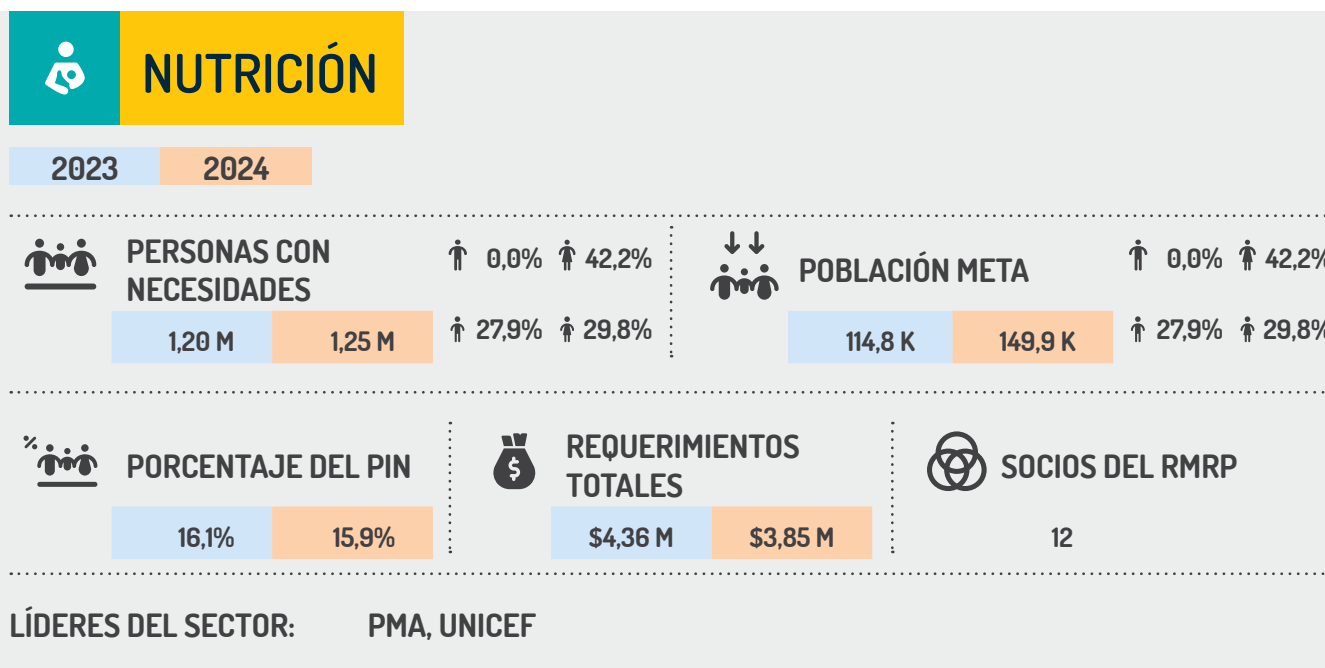 NUTRICIÓN
2023 2024
PERSONAS CON
NECESIDADES
1,20 M 1,25 M
0,0% 42,2%
27,9% 29,8%
POBLACIÓN META
114,8 K 149,9 K
0,0% 42,2%
27,9% 29,8%
% PORCENTAJE DEL PIN
16,1% 15,9%
$ REQUERIMIENTOS
TOTALES
$4,36 M $3,85 M
SOCIOS DEL RMRP
12
LÍDERES DEL SECTOR: PMA, UNICEF